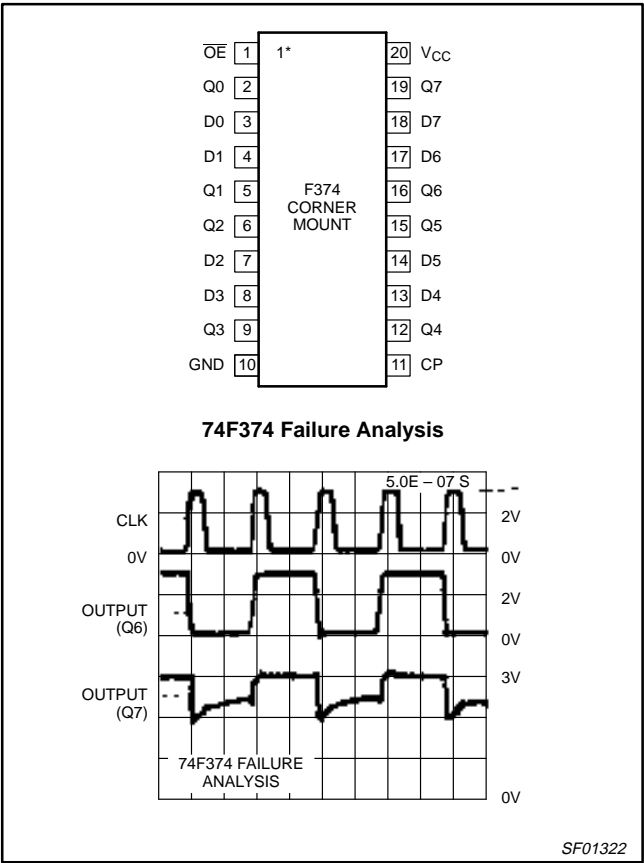 OE 1 1* 20 VCC
Q0 2 19 Q7
D0 3 18 D7
D1 4 17 D6
Q1 5 F374 16 Q6
CORNER
Q2 6 MOUNT 15 Q5
D2 7 14 D5
D3 8 13 D4
Q3 9 12 Q4
GND 10 11 CP
74F374 Failure Analysis
5.0E – 07 S
CLK 2V
0V 0V
2V
OUTPUT
(Q6) 0V
3V
OUTPUT
(Q7)
74F374 FAILURE
ANALYSIS
0V
SF01322